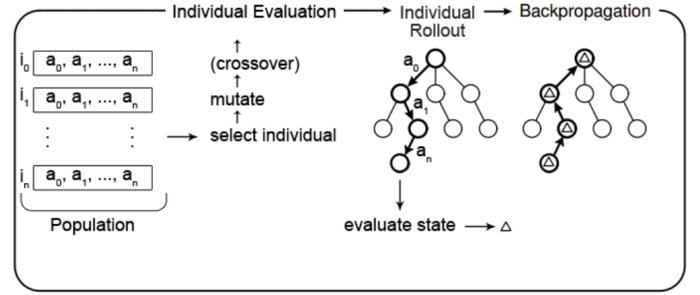 Individual Evaluation
Individual
Rollout
Backpropagation
i0 a0, a1, ..., an
i1 a0, a1, ..., an
⋮ ⋮
in a0, a1, ..., an
Population
(crossover)
mutate
select individual
a0
a1
an
evaluate state → △